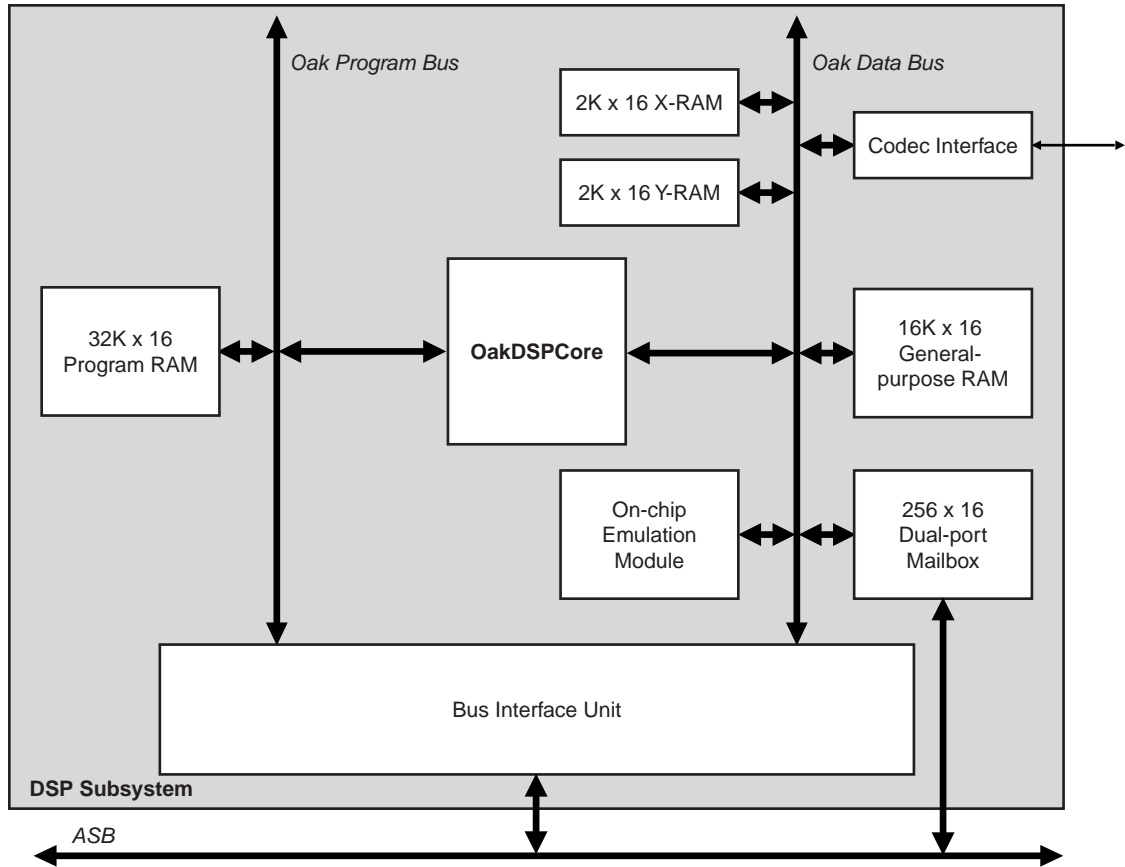 Oak Program Bus
Oak Data Bus
2K x 16 X-RAM
Codec Interface
2K x 16 Y-RAM
32K x 16
Program RAM
OakDSPCore
16K x 16
General-
purpose RAM
On-chip
Emulation
Module
256 x 16
Dual-port
Mailbox
Bus Interface Unit
DSP Subsystem
ASB